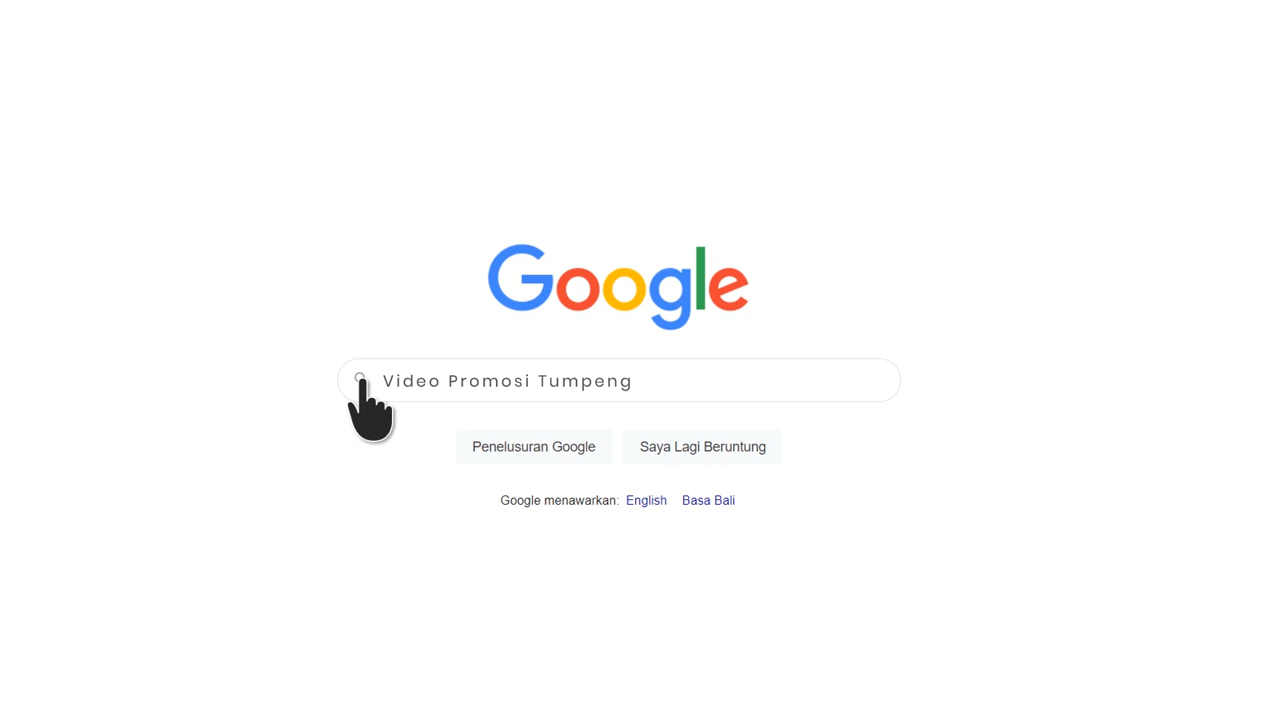 Google
Video Promosi Tumpeng
Penelusuran Google Saya Lagi Beruntung
Google menawarkan: English Basa Bali